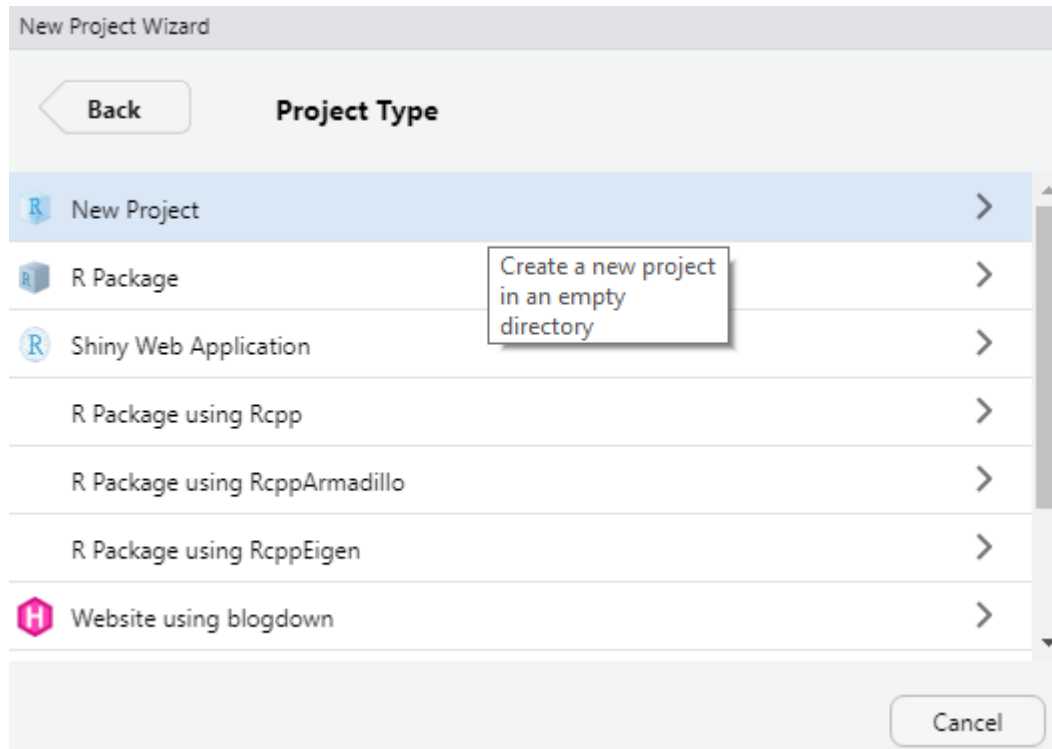 New Project Wizard
Back
Project Type
R New Project
R R Package
Create a new project
in an empty
directory
R Shiny Web Application
R Package using Rcpp
R Package using RcppArmadillo
R Package using RcppEigen
H Website using blogdown
Cancel